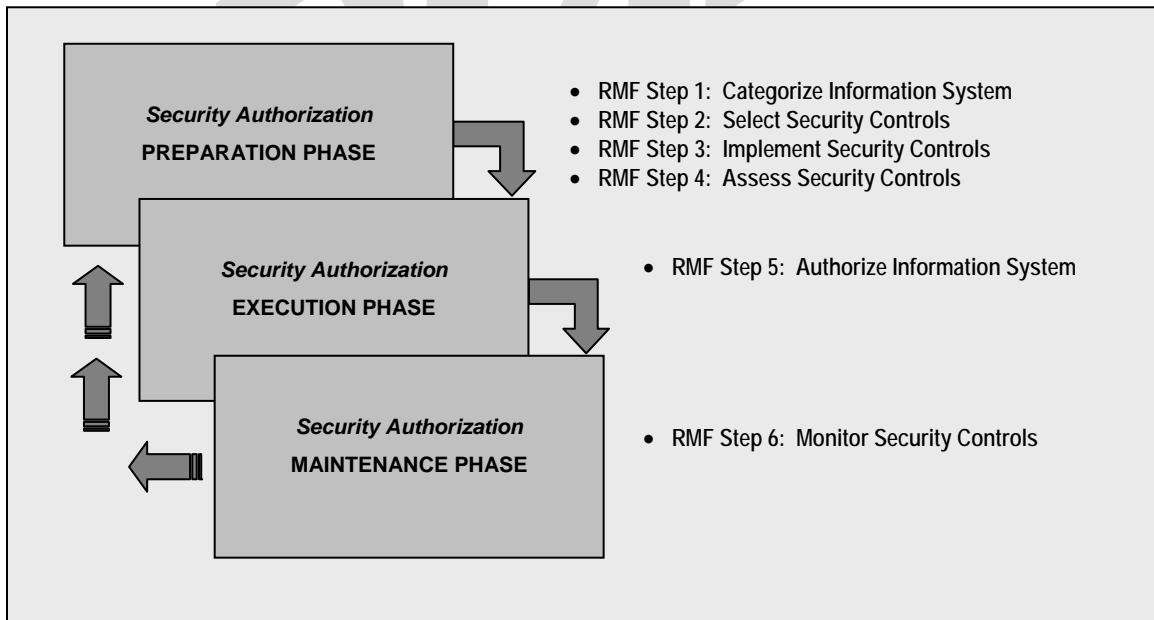 Security Authorization
PREPARATION PHASE
• RMF Step 1: Categorize Information System
• RMF Step 2: Select Security Controls
• RMF Step 3: Implement Security Controls
• RMF Step 4: Assess Security Controls
Security Authorization
EXECUTION PHASE
• RMF Step 5: Authorize Information System
Security Authorization
MAINTENANCE PHASE
• RMF Step 6: Monitor Security Controls